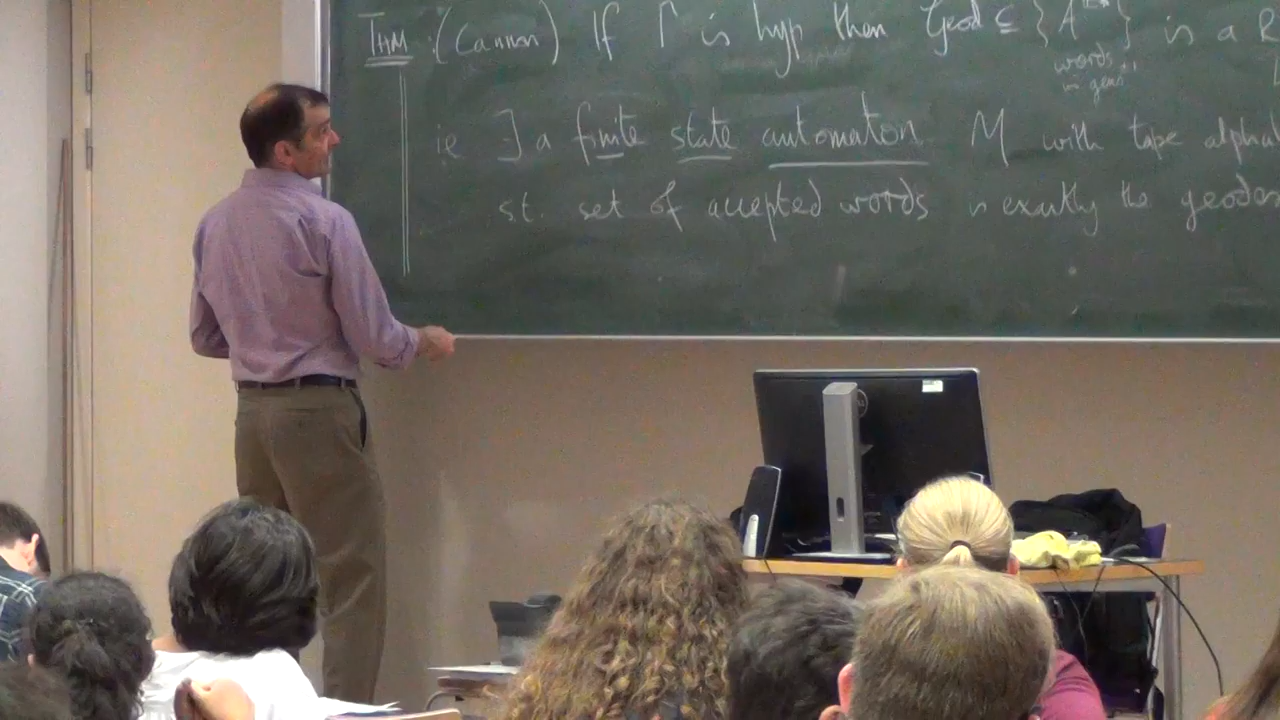 THM : (Cannon) If Γ is hyp then Geod ⊆ { A } is a R
words
in gens ±1
ie ∃ a finite state automaton M with tape alpha
s.t. set of accepted words is exactly the geodes